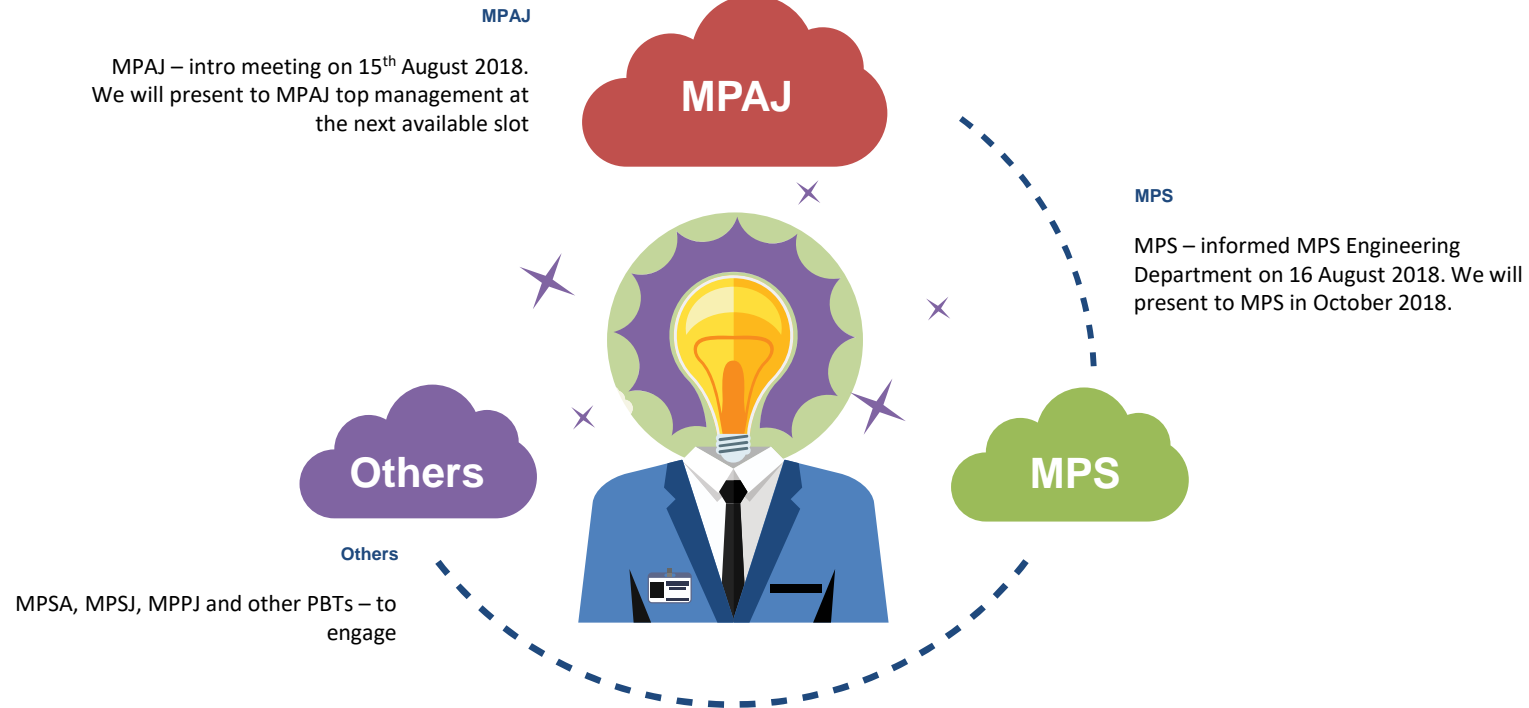 MPAJ
MPAJ – intro meeting on 15th August 2018.
We will present to MPAJ top management at
the next available slot
MPAJ
MPS
MPS – informed MPS Engineering
Department on 16 August 2018. We will
present to MPS in October 2018.
Others
MPS
Others
MPSA, MPSJ, MPPJ and other PBTs – to
engage